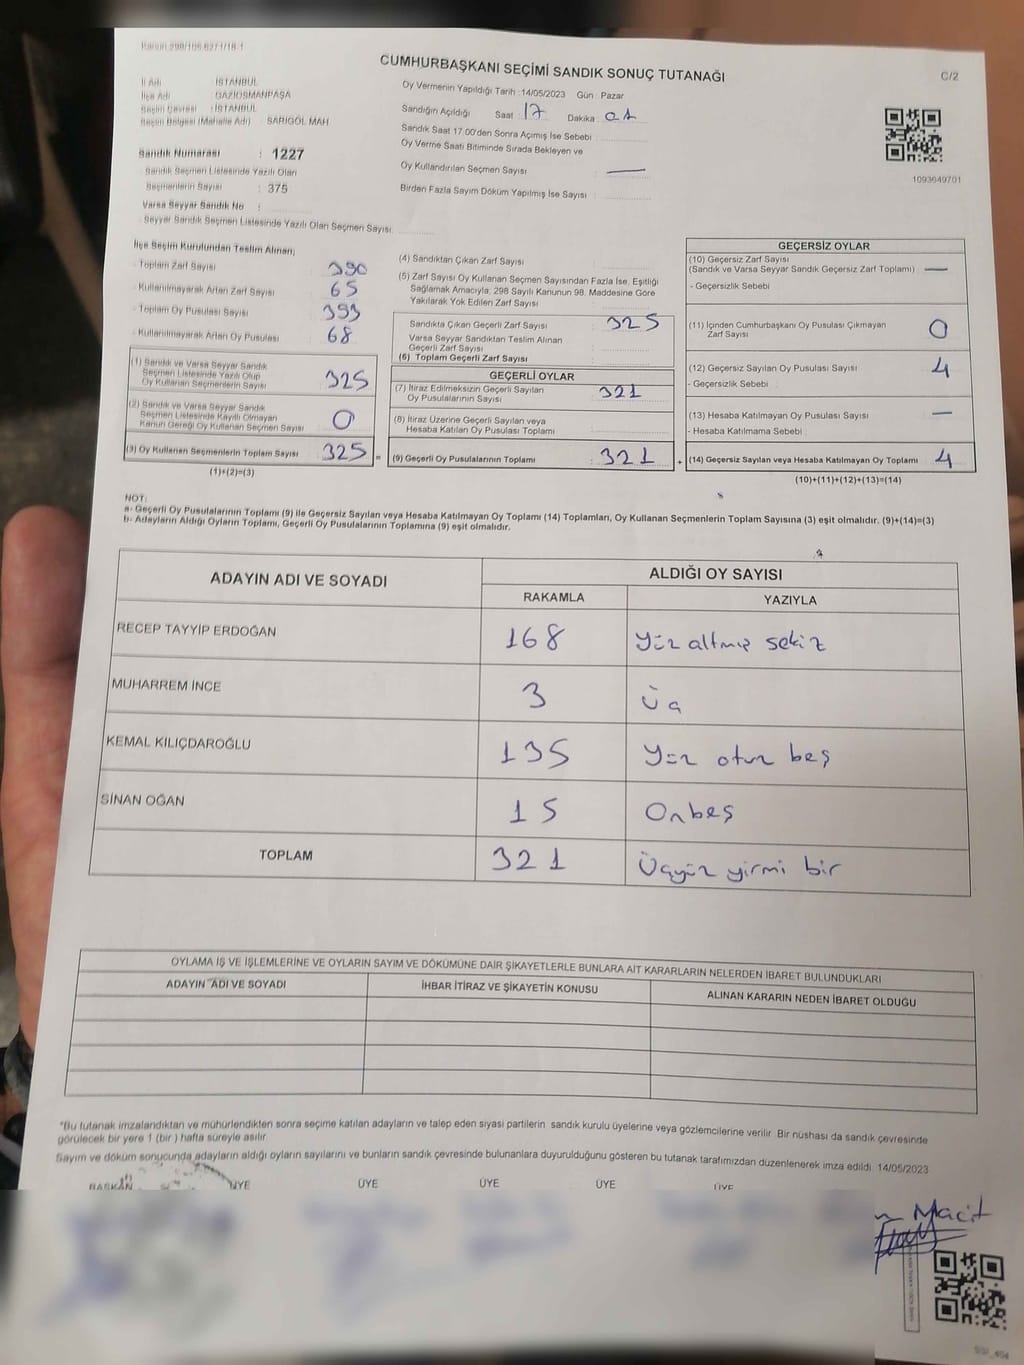 Kanun 298/106-6271/16-1
CUMHURBAŞKANI SEÇİMİ SANDIK SONUÇ TUTANAĞI
C/2
İl Adı : İSTANBUL
İlçe Adı : GAZİOSMANPAŞA
Seçim Çevresi : İSTANBUL
Seçim Bölgesi (Mahalle Adı) : SARIGÖL MAH.
Sandık Numarası : 1227
Sandık Seçmen Listesinde Yazılı Olan
Seçmenlerin Sayısı : 375
Varsa Seyyar Sandık No :
Seyyar Sandık Seçmen Listesinde Yazılı Olan Seçmen Sayısı:
Oy Vermenin Yapıldığı Tarih :14/05/2023 Gün : Pazar
Sandığın Açıldığı Saat : 17 Dakika : 01
Sandık Saat 17.00'den Sonra Açımış İse Sebebi :
Oy Verme Saati Bitiminde Sırada Bekleyen ve
Oy Kullandırılan Seçmen Sayısı : —
Birden Fazla Sayım Döküm Yapılmış İse Sayısı :
1093649701
İlçe Seçim Kurulundan Teslim Alınan;
- Toplam Zarf Sayısı 390
- Kullanılmayarak Artan Zarf Sayısı 65
- Toplam Oy Pusulası Sayısı 393
- Kullanılmayarak Artan Oy Pusulası 68
(1) Sandık ve Varsa Seyyar Sandık
Seçmen Listesinde Yazılı Olup
Oy Kullanan Seçmenlerin Sayısı 325
(2) Sandık ve Varsa Seyyar Sandık
Seçmen Listesinde Kayıtlı Olmayan
Kanun Gereği Oy Kullanan Seçmen Sayısı 0
(3) Oy Kullanan Seçmenlerin Toplam Sayısı 325 =
(1)+(2)=(3)
(4) Sandıktan Çıkan Zarf Sayısı :
(5) Zarf Sayısı Oy Kullanan Seçmen Sayısından Fazla İse, Eşitliği
Sağlamak Amacıyla; 298 Sayılı Kanunun 98. Maddesine Göre
Yakılarak Yok Edilen Zarf Sayısı :
Sandıkta Çıkan Geçerli Zarf Sayısı : 325
Varsa Seyyar Sandıktan Teslim Alınan
Geçerli Zarf Sayısı :
(6) Toplam Geçerli Zarf Sayısı :
GEÇERLİ OYLAR
(7) İtiraz Edilmeksizin Geçerli Sayılan
Oy Pusulalarının Sayısı : 321
(8) İtiraz Üzerine Geçerli Sayılan veya
Hesaba Katılan Oy Pusulası Toplamı :
(9) Geçerli Oy Pusulalarının Toplamı : 321 +
GEÇERSİZ OYLAR
(10) Geçersiz Zarf Sayısı
(Sandık ve Varsa Seyyar Sandık Geçersiz Zarf Toplamı) : —
- Geçersizlik Sebebi :
(11) İçinden Cumhurbaşkanı Oy Pusulası Çıkmayan
Zarf Sayısı : 0
(12) Geçersiz Sayılan Oy Pusulası Sayısı : 4
- Geçersizlik Sebebi :
(13) Hesaba Katılmayan Oy Pusulası Sayısı : —
- Hesaba Katılmama Sebebi :
(14) Geçersiz Sayılan veya Hesaba Katılmayan Oy Toplamı : 4
(10)+(11)+(12)+(13)=(14)
NOT:
a- Geçerli Oy Pusulalarının Toplamı (9) ile Geçersiz Sayılan veya Hesaba Katılmayan Oy Toplamı (14) Toplamları, Oy Kullanan Seçmenlerin Toplam Sayısına (3) eşit olmalıdır. (9)+(14)=(3)
b- Adayların Aldığı Oyların Toplamı, Geçerli Oy Pusulalarının Toplamına (9) eşit olmalıdır.
ADAYIN ADI VE SOYADI ALDIĞI OY SAYISI
RAKAMLA YAZIYLA
RECEP TAYYİP ERDOĞAN 168 Yüz altmış sekiz
MUHARREM İNCE 3 Üç
KEMAL KILIÇDAROĞLU 135 Yüz otuz beş
SİNAN OĞAN 15 Onbeş
TOPLAM 321 Üçyüz yirmi bir
OYLAMA İŞ VE İŞLEMLERİNE VE OYLARIN SAYIM VE DÖKÜMÜNE DAİR ŞİKAYETLERLE BUNLARA AİT KARARLARIN NELERDEN İBARET BULUNDUKLARI
ADAYIN ADI VE SOYADI İHBAR İTİRAZ VE ŞİKAYETİN KONUSU ALINAN KARARIN NEDEN İBARET OLDUĞU
*Bu tutanak imzalandıktan ve mühürlendikten sonra seçime katılan adayların ve talep eden siyasi partilerin sandık kurulu üyelerine veya gözlemcilerine verilir. Bir nüshası da sandık çevresinde
görülecek bir yere 1 (bir ) hafta süreyle asılır.
Sayım ve döküm sonucunda adayların aldığı oyların sayılarını ve bunların sandık çevresinde bulunanlara duyurulduğunu gösteren bu tutanak tarafımızdan düzenlenerek imza edildi. 14/05/2023
BAŞKAN ÜYE ÜYE ÜYE ÜYE ÜYE
Macit